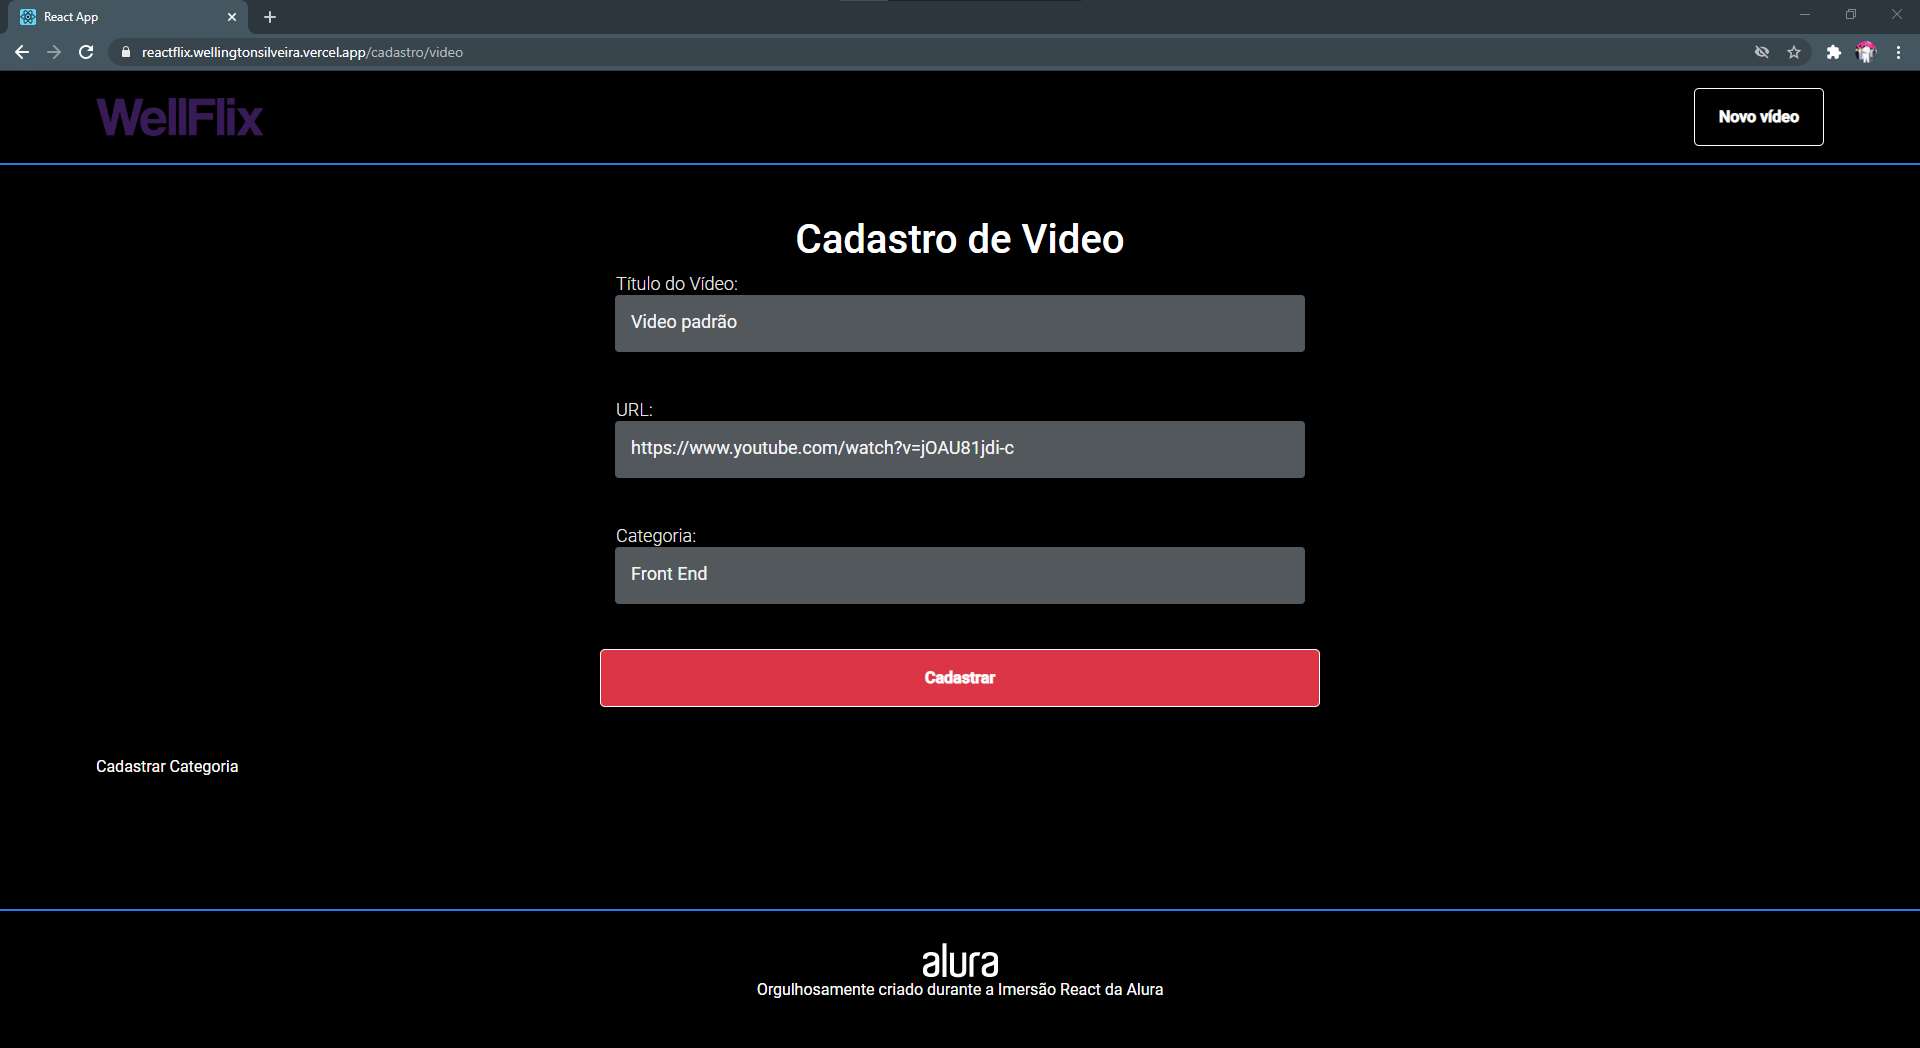 React App
reactflix.wellingtonsilveira.vercel.app/cadastro/video
WellFlix
Novo vídeo
Cadastro de Video
Título do Vídeo:
Video padrão
URL:
https://www.youtube.com/watch?v=jOAU81jdi-c
Categoria:
Front End
Cadastrar
Cadastrar Categoria
alura
Orgulhosamente criado durante a Imersão React da Alura